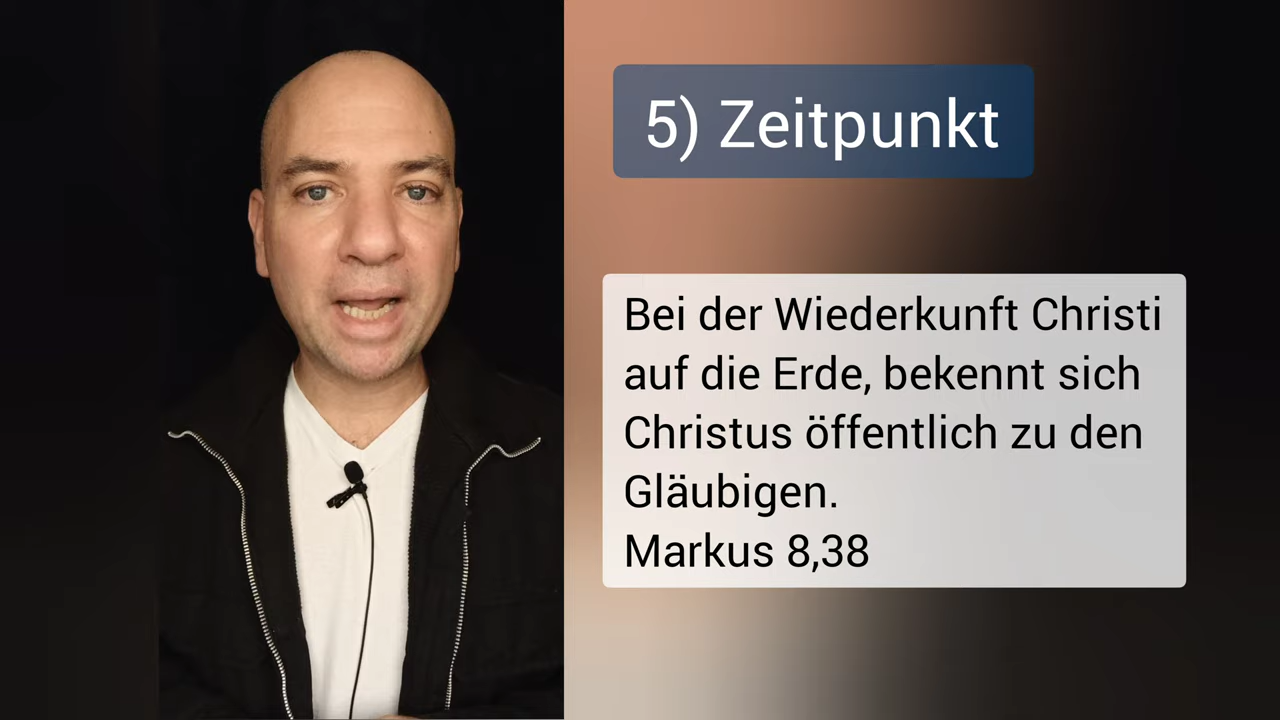 5) Zeitpunkt
Bei der Wiederkunft Christi
auf die Erde, bekennt sich
Christus öffentlich zu den
Gläubigen.
Markus 8,38